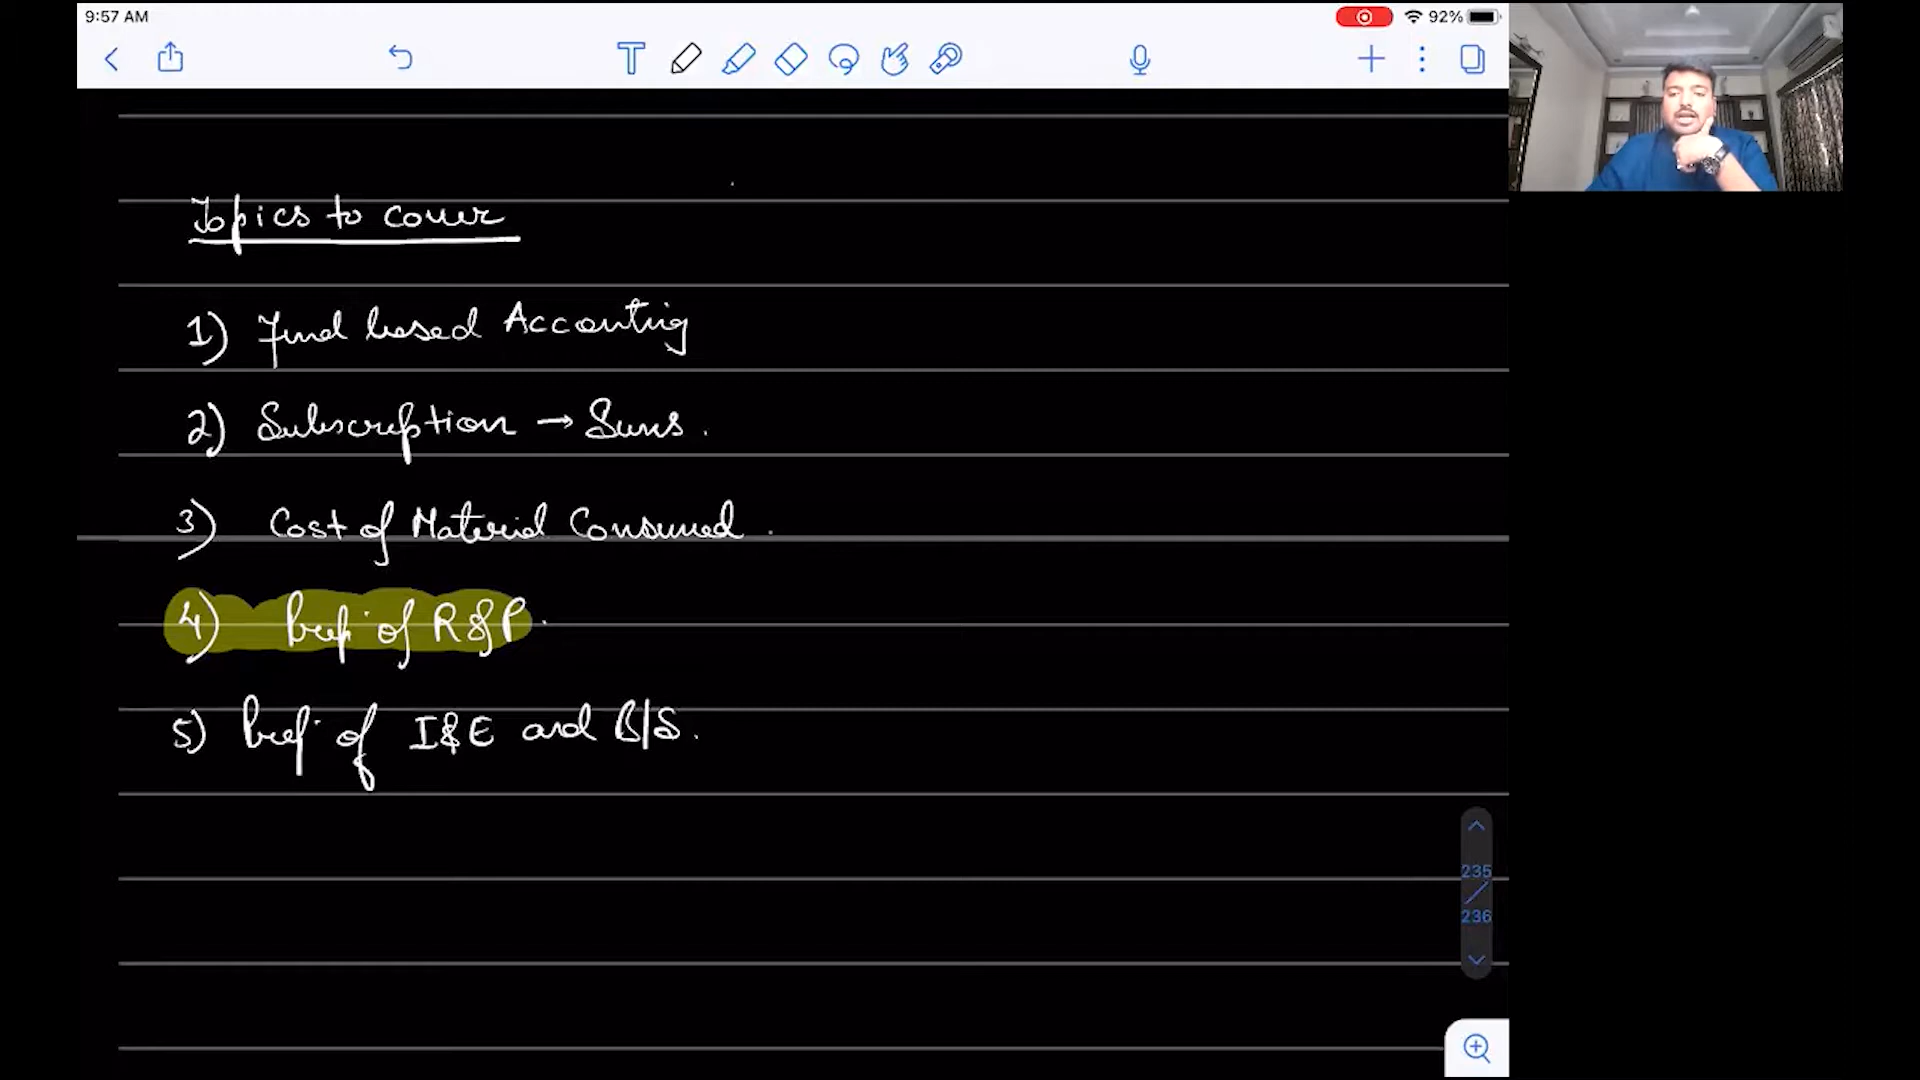 9:57 AM
92%
Topics to cover
1) Fund based Accounting
2) Subscription → Sums.
3) Cost of Material Consumed.
4) Prep. of R&P.
5) Prep. of I&E and B/S.
235
236